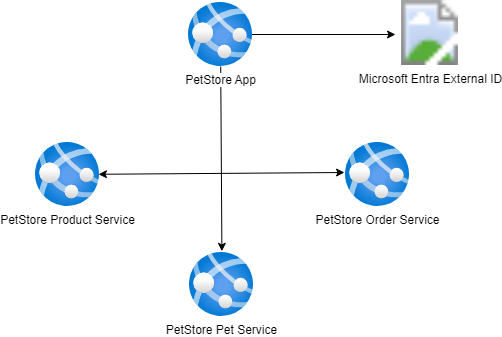 PetStore App
Microsoft Entra External ID
PetStore Product Service
PetStore Order Service
PetStore Pet Service